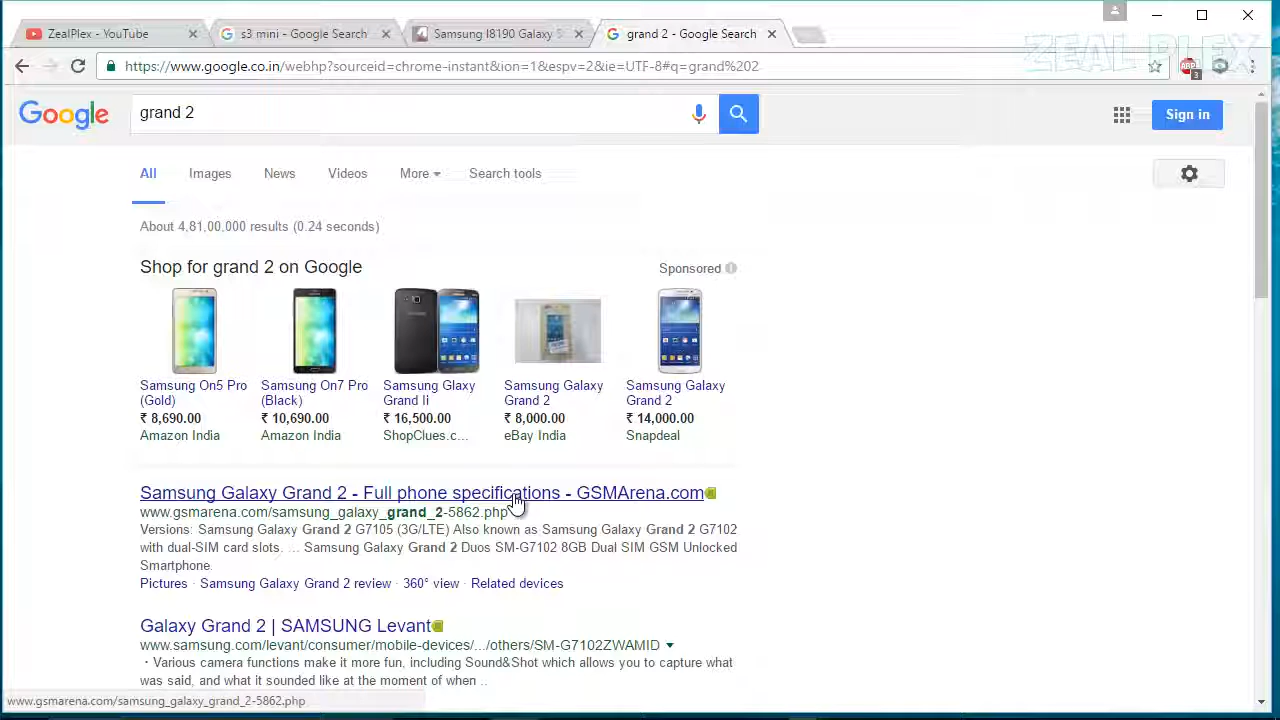 ZealPlex - YouTube
s3 mini - Google Search
Samsung I8190 Galaxy S
grand 2 - Google Search
ZEAL PLEX
https://www.google.co.in/webhp?sourceid=chrome-instant&ion=1&espv=2&ie=UTF-8#q=grand%202
ABP
3
Google
grand 2
Sign in
All
Images
News
Videos
More
Search tools
About 4,81,00,000 results (0.24 seconds)
Shop for grand 2 on Google
Sponsored
Samsung On5 Pro (Gold)
₹ 8,690.00
Amazon India
Samsung On7 Pro (Black)
₹ 10,690.00
Amazon India
Samsung Glaxy Grand Ii
₹ 16,500.00
ShopClues.c...
Samsung Galaxy Grand 2
₹ 8,000.00
eBay India
Samsung Galaxy Grand 2
₹ 14,000.00
Snapdeal
Samsung Galaxy Grand 2 - Full phone specifications - GSMArena.com
www.gsmarena.com/samsung_galaxy_grand_2-5862.php
Versions: Samsung Galaxy Grand 2 G7105 (3G/LTE) Also known as Samsung Galaxy Grand 2 G7102
with dual-SIM card slots. ... Samsung Galaxy Grand 2 Duos SM-G7102 8GB Dual SIM GSM Unlocked
Smartphone.
Pictures · Samsung Galaxy Grand 2 review · 360° view · Related devices
Galaxy Grand 2 | SAMSUNG Levant
www.samsung.com/levant/consumer/mobile-devices/.../others/SM-G7102ZWAMID
· Various camera functions make it more fun, including Sound&Shot which allows you to capture what
was said, and what it sounded like at the moment of when ..
www.gsmarena.com/samsung_galaxy_grand_2-5862.php